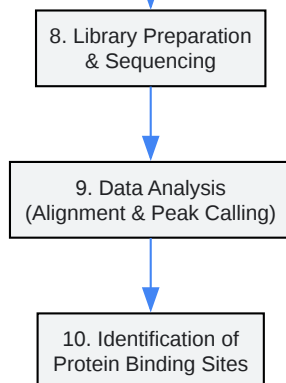 8. Library Preparation
& Sequencing
9. Data Analysis
(Alignment & Peak Calling)
10. Identification of
Protein Binding Sites